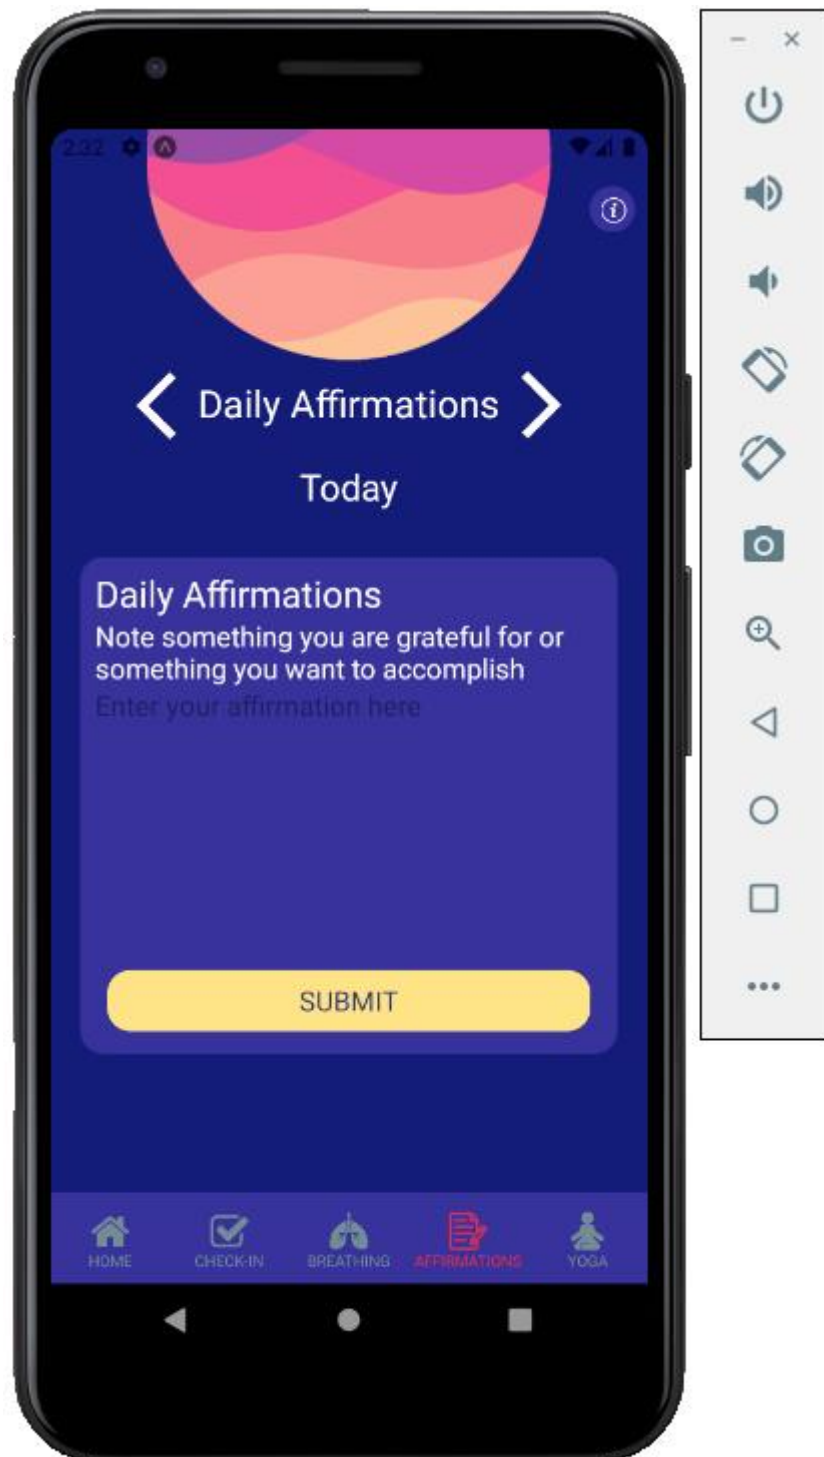 2:32
Daily Affirmations
Today
Daily Affirmations
Note something you are grateful for or
something you want to accomplish
Enter your affirmation here
SUBMIT
HOME CHECK-IN BREATHING AFFIRMATIONS YOGA